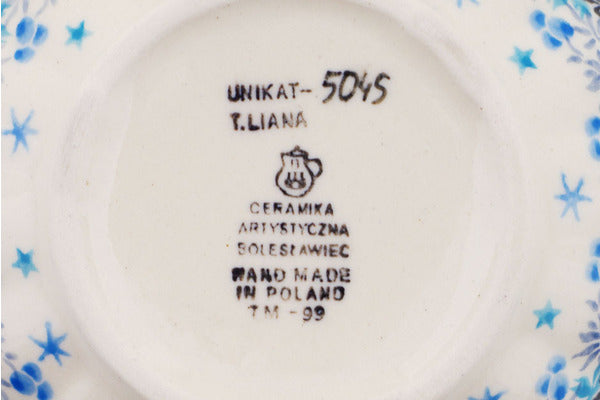 UNIKAT- 5045
T.LIANA
CERAMIKA
ARTYSTYCZNA
BOLESŁAWIEC
HAND MADE
IN POLAND
TM -99